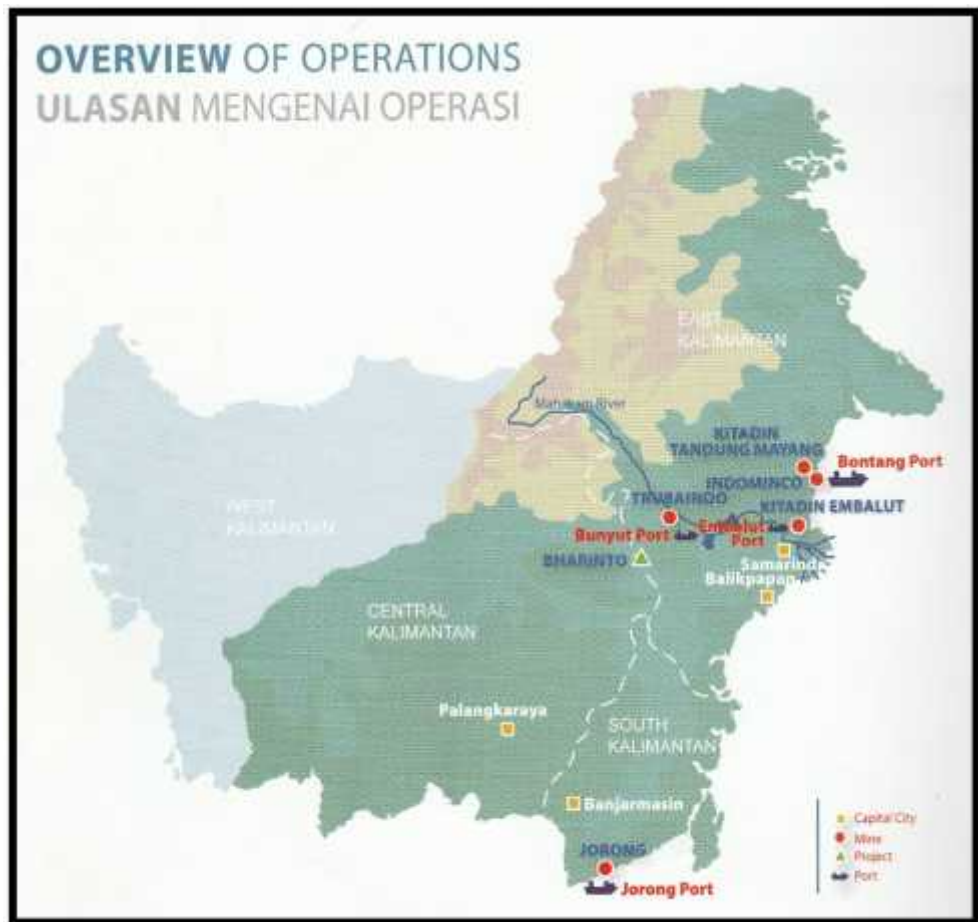 OVERVIEW OF OPERATIONS
ULASAN MENGENAI OPERASI
EAST
KALIMANTAN
Mahakam River
KITADIN
TANDUNG MAYANG
Bontang Port
INDOMINCO
WEST
KALIMANTAN
TRUBAINDO
KITADIN EMBALUT
Bunyut Port
Embalut
Port
BHARINTO
Samarinda
Balikpapan
CENTRAL
KALIMANTAN
Palangkaraya
SOUTH
KALIMANTAN
Banjarmasin
JORONG
Jorong Port
Capital City
Mine
Project
Port